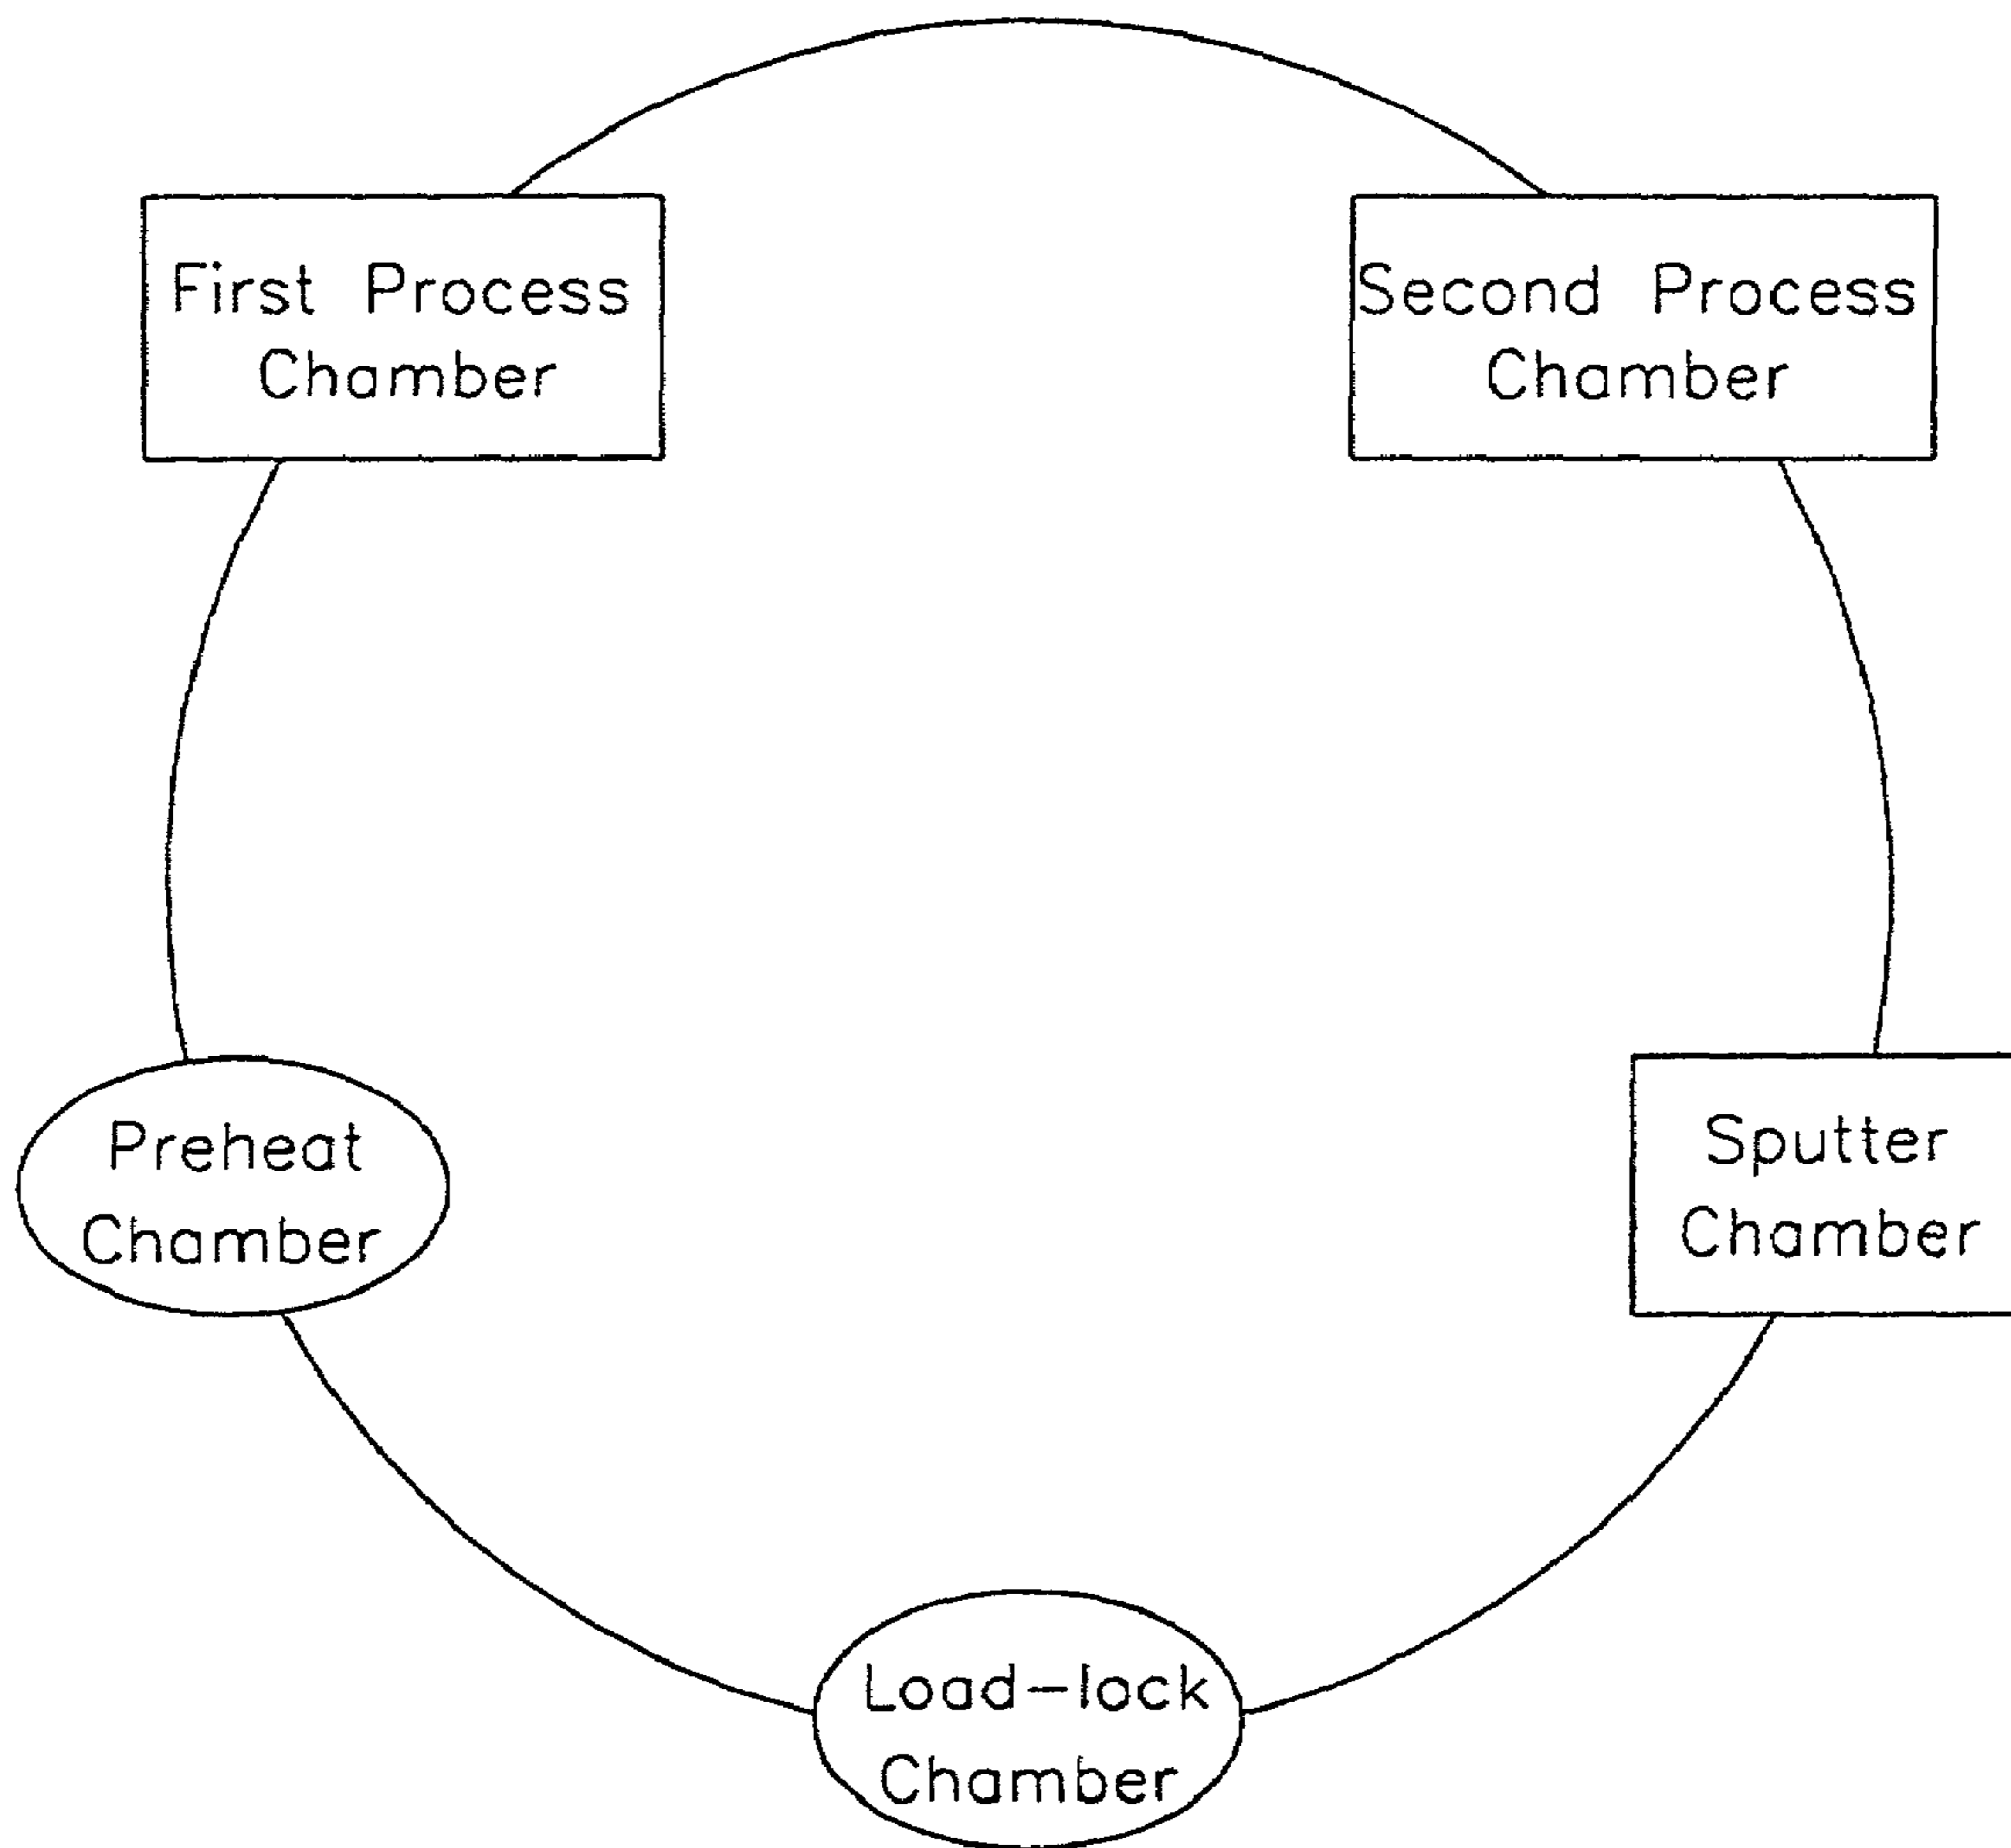 First Process
Chamber
Second Process
Chamber
Preheat
Chamber
Sputter
Chamber
Load-lock
Chamber